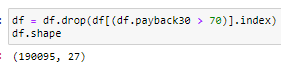 df = df.drop(df[(df.payback30 > 70)].index)
df.shape
(190095, 27)